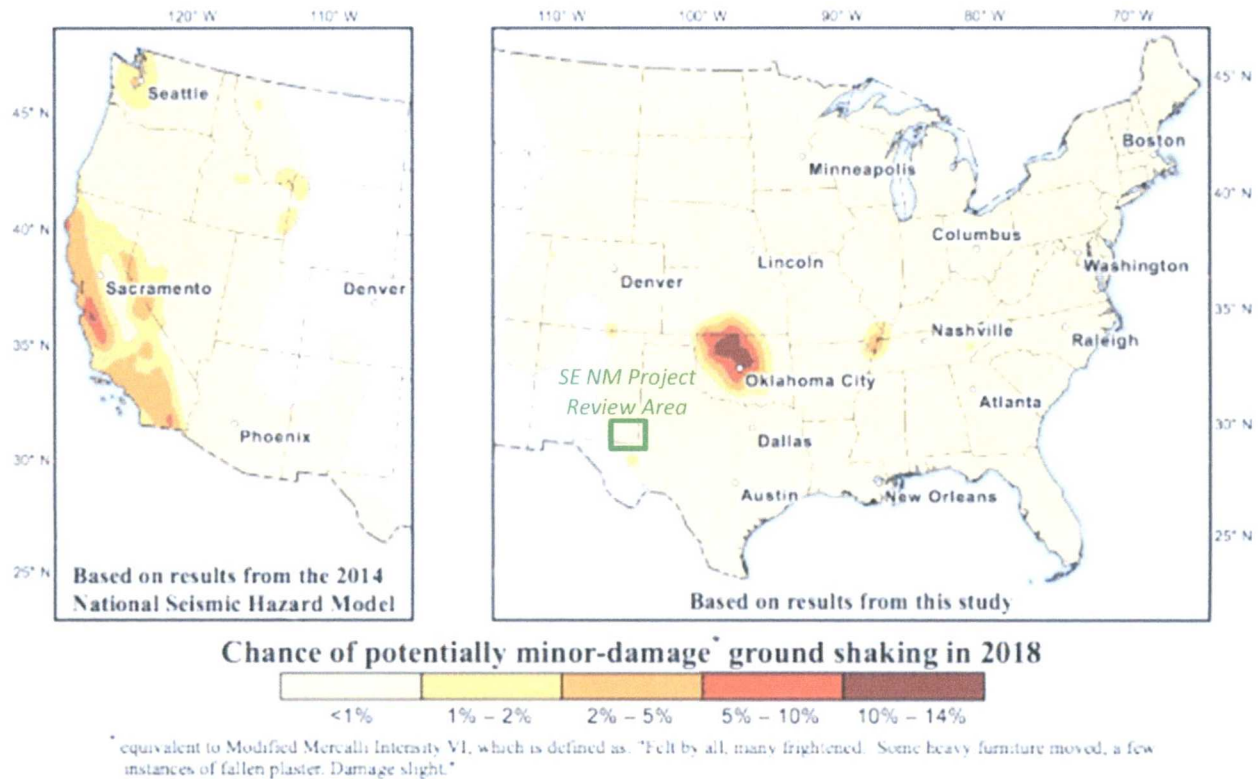 120° W 110° W
45° N
40° N
35° N
30° N
25° N
Seattle
Sacramento
Denver
Phoenix
Based on results from the 2014
National Seismic Hazard Model
110° W 100° W 90° W 80° W 70° W
45° N
40° N
35° N
30° N
25° N
Minneapolis
Boston
Columbus
Lincoln
Washington
Denver
Nashville
Raleigh
SE NM Project
Review Area
Oklahoma City
Atlanta
Dallas
Austin
New Orleans
Based on results from this study
Chance of potentially minor-damage* ground shaking in 2018
<1% 1% – 2% 2% – 5% 5% – 10% 10% – 14%
* equivalent to Modified Mercalli Intensity VI, which is defined as: "Felt by all, many frightened. Some heavy furniture moved, a few
instances of fallen plaster. Damage slight."